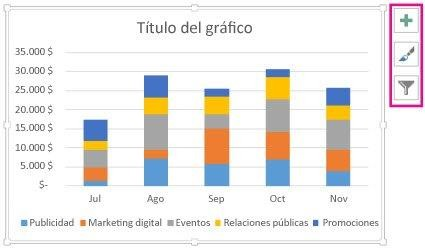 Título del gráfico
35.000 $
30.000 $
25.000 $
20.000 $
15.000 $
10.000 $
5.000 $
$-
Jul Ago Sep Oct Nov
Publicidad Marketing digital Eventos Relaciones públicas Promociones